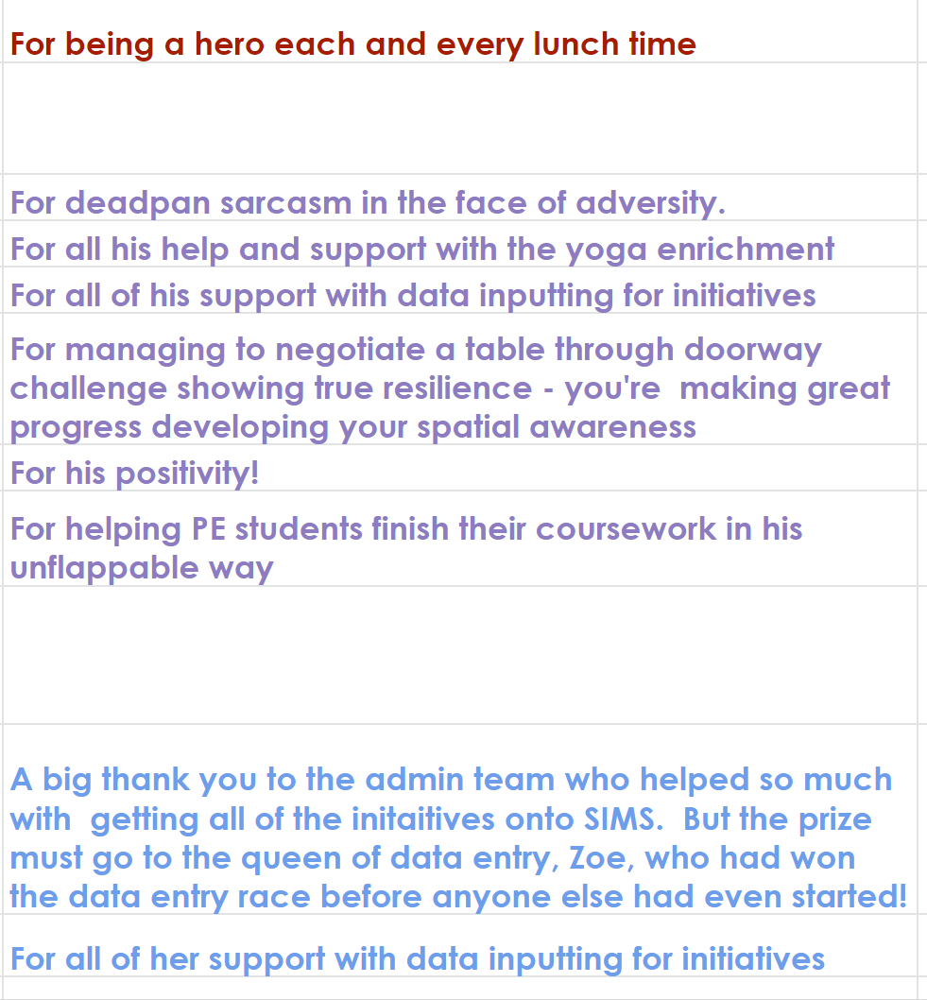 For being a hero each and every lunch time
For deadpan sarcasm in the face of adversity.
For all his help and support with the yoga enrichment
For all of his support with data inputting for initiatives
For managing to negotiate a table through doorway
challenge showing true resilience - you're  making great
progress developing your spatial awareness
For his positivity!
For helping PE students finish their coursework in his
unflappable way
A big thank you to the admin team who helped so much
with  getting all of the initaitives onto SIMS.  But the prize
must go to the queen of data entry, Zoe, who had won
the data entry race before anyone else had even started!
For all of her support with data inputting for initiatives